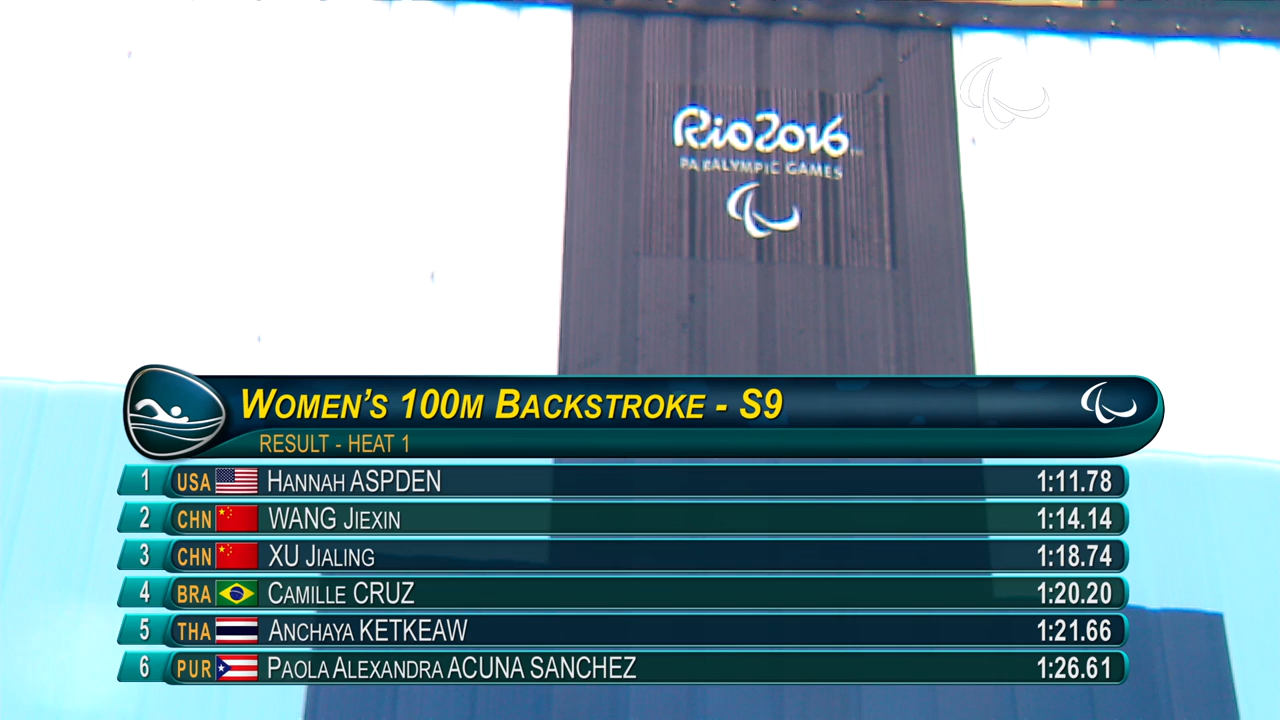 Rio2016
PARALYMPIC GAMES
WOMEN'S 100M BACKSTROKE - S9
RESULT - HEAT 1
1 USA HANNAH ASPDEN 1:11.78
2 CHN WANG JIEXIN 1:14.14
3 CHN XU JIALING 1:18.74
4 BRA CAMILLE CRUZ 1:20.20
5 THA ANCHAYA KETKEAW 1:21.66
6 PUR PAOLA ALEXANDRA ACUNA SANCHEZ 1:26.61